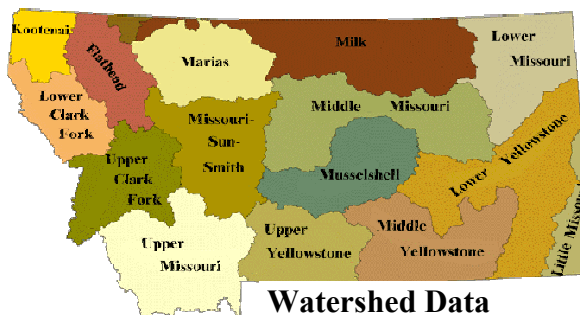 Kootenai
Flathead
Marias
Milk
Lower
Missouri
Lower
Clark
Fork
Missouri-
Sun-
Smith
Middle Missouri
Upper
Clark
Fork
Musselshell
Lower Yellowstone
Upper
Missouri
Upper
Yellowstone
Middle
Yellowstone
Little Misso
Watershed Data